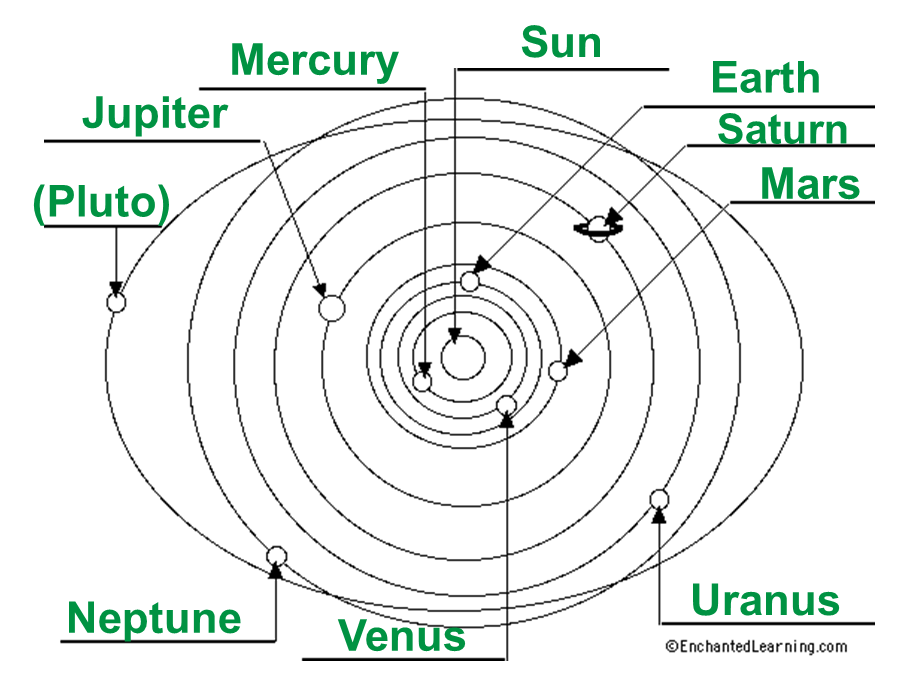 Sun
Mercury
Earth
Jupiter
Saturn
Mars
(Pluto)
Uranus
Neptune
Venus
©EnchantedLearning.com